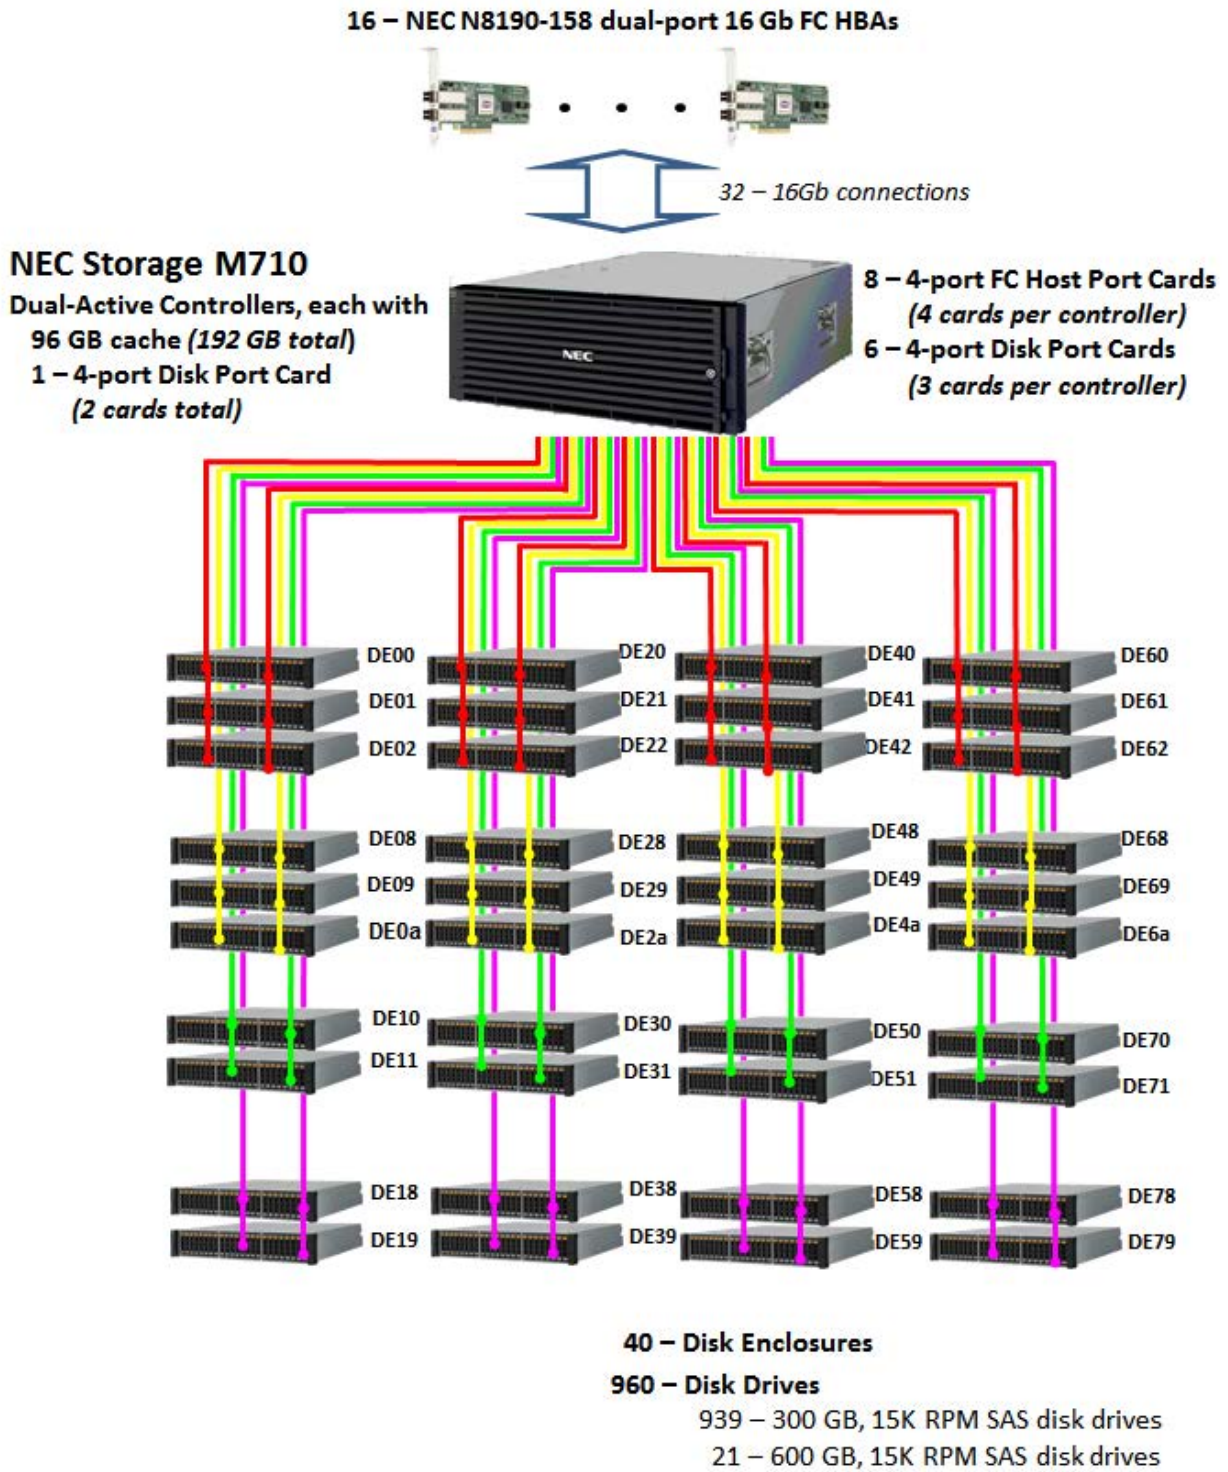 16 – NEC N8190-158 dual-port 16 Gb FC HBAs
32 – 16Gb connections
NEC Storage M710
Dual-Active Controllers, each with
96 GB cache (192 GB total)
1 – 4-port Disk Port Card
(2 cards total)
NEC
8 – 4-port FC Host Port Cards
(4 cards per controller)
6 – 4-port Disk Port Cards
(3 cards per controller)
DE00 DE20 DE40 DE60
DE01 DE21 DE41 DE61
DE02 DE22 DE42 DE62
DE08 DE28 DE48 DE68
DE09 DE29 DE49 DE69
DE0a DE2a DE4a DE6a
DE10 DE30 DE50 DE70
DE11 DE31 DE51 DE71
DE18 DE38 DE58 DE78
DE19 DE39 DE59 DE79
40 – Disk Enclosures
960 – Disk Drives
939 – 300 GB, 15K RPM SAS disk drives
21 – 600 GB, 15K RPM SAS disk drives